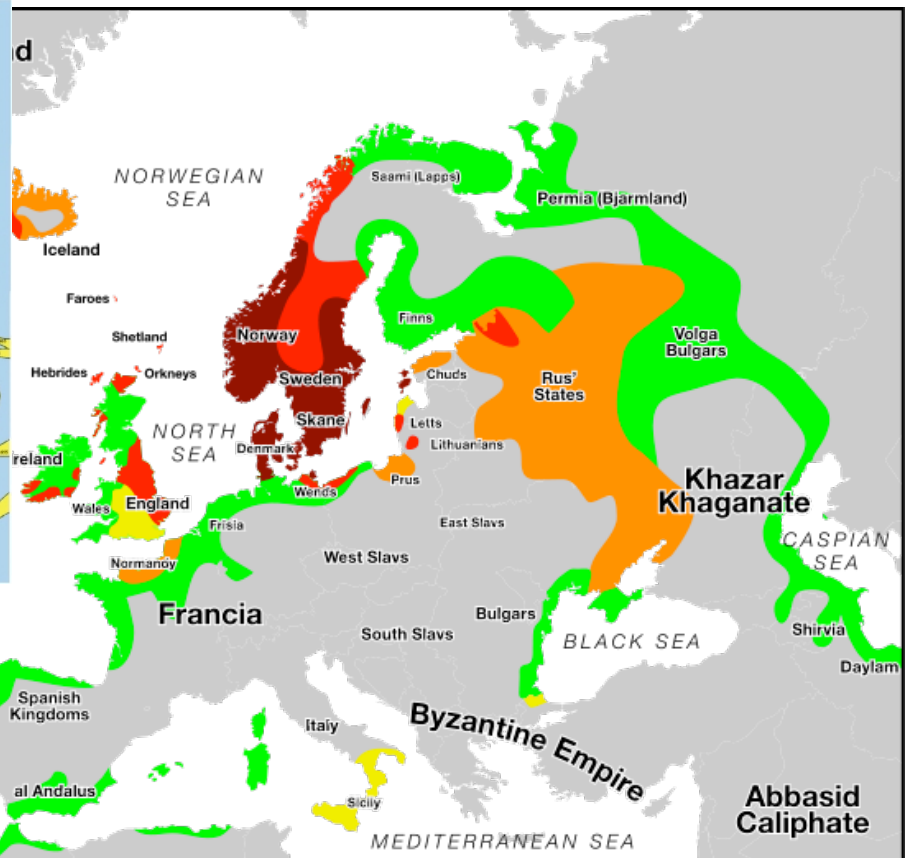 d
NORWEGIAN
SEA
Saami (Lapps)
Permia (Bjarmland)
Iceland
Faroes
Finns
Shetland
Norway
Volga
Bulgars
Hebrides
Orkneys
Sweden
Chuds
Rus'
States
Skane
NORTH
SEA
Denmark
Letts
Lithuanians
reland
Wends
Prus
Khazar
Khaganate
Wales
England
Frisia
East Slavs
CASPIAN
SEA
Normandy
West Slavs
Francia
Bulgars
South Slavs
BLACK SEA
Shirvia
Daylam
Spanish
Kingdoms
Italy
Byzantine Empire
al Andalus
Sicily
Abbasid
Caliphate
MEDITERRANEAN SEA